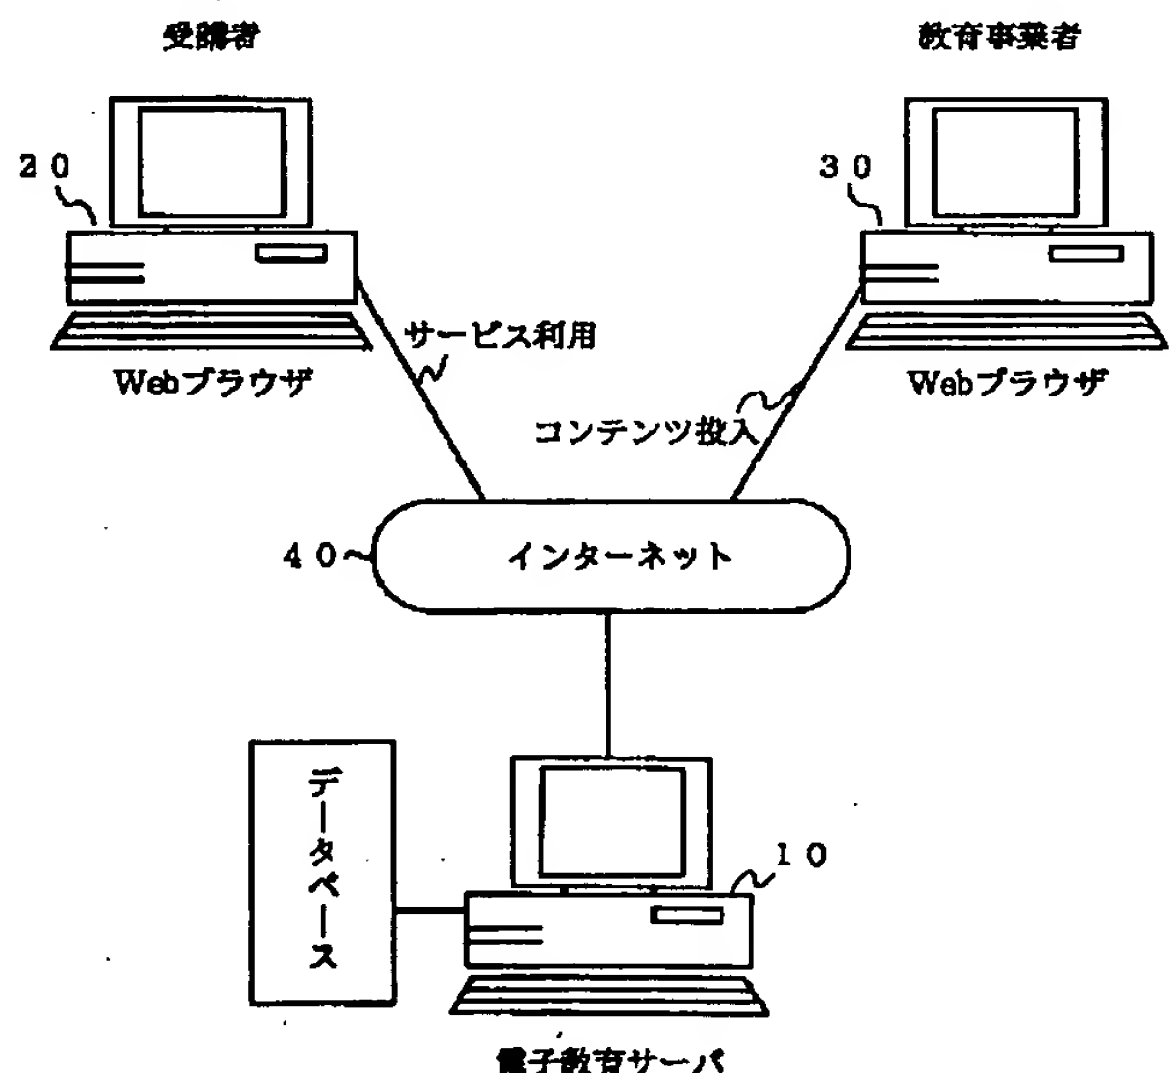 受講者
教育事業者
20
30
サービス利用
Webブラウザ
Webブラウザ
コンテンツ投入
40
インターネット
データベース
10
電子教育サーバ